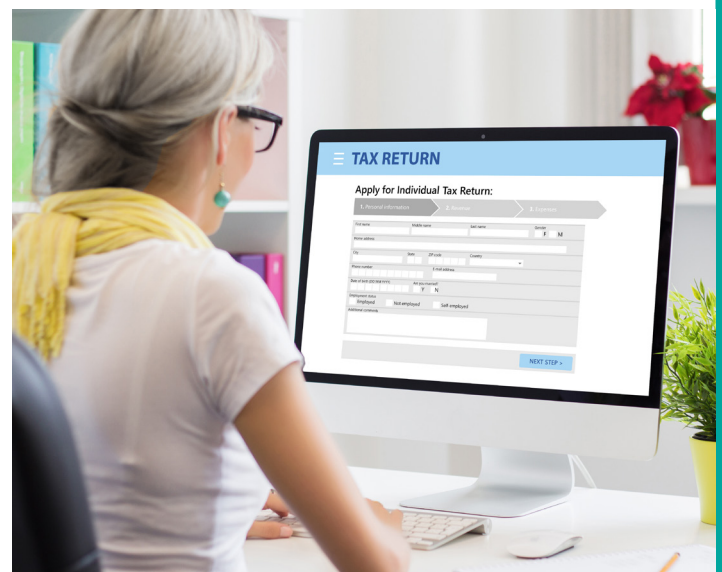 TAX RETURN
Apply for Individual Tax Return:
1. Personal information 2. Revenue 3. Estimate
First name Middle name Last name Gender
F M
Home address
City State ZIP code Country
Phone number E-mail address
Date of birth Are you married?
Y N
Employment status
Employed Not employed Self-employed
Additional comments
NEXT STEP >